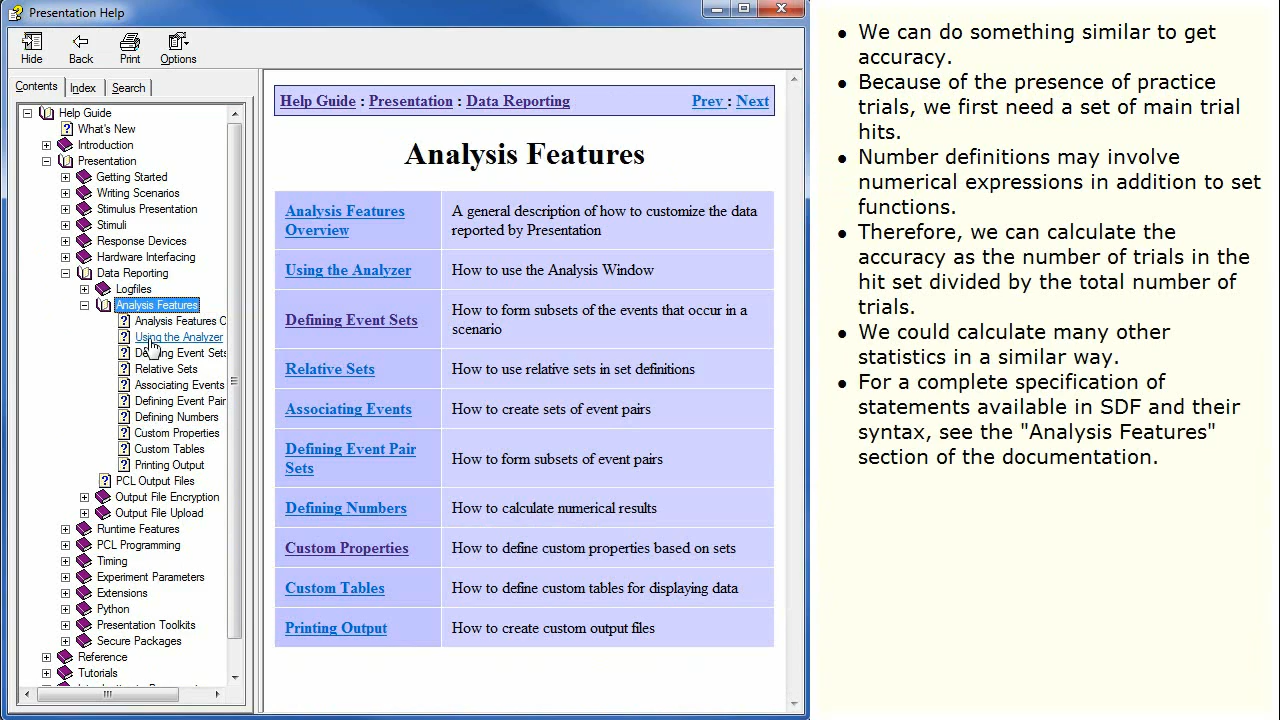 Presentation Help
Hide Back Print Options
Contents Index Search
Help Guide
What's New
Introduction
Presentation
Getting Started
Writing Scenarios
Stimulus Presentation
Stimuli
Response Devices
Hardware Interfacing
Data Reporting
Logfiles
Analysis Features
Analysis Features O
Using the Analyzer
Defining Event Sets
Relative Sets
Associating Events
Defining Event Pair
Defining Numbers
Custom Properties
Custom Tables
Printing Output
PCL Output Files
Output File Encryption
Output File Upload
Runtime Features
PCL Programming
Timing
Experiment Parameters
Extensions
Python
Presentation Toolkits
Secure Packages
Reference
Tutorials
Help Guide : Presentation : Data Reporting Prev : Next
Analysis Features
Analysis Features
Overview
A general description of how to customize the data
reported by Presentation
Using the Analyzer How to use the Analysis Window
Defining Event Sets
How to form subsets of the events that occur in a
scenario
Relative Sets How to use relative sets in set definitions
Associating Events How to create sets of event pairs
Defining Event Pair
Sets
How to form subsets of event pairs
Defining Numbers How to calculate numerical results
Custom Properties How to define custom properties based on sets
Custom Tables How to define custom tables for displaying data
Printing Output How to create custom output files
• We can do something similar to get
accuracy.
• Because of the presence of practice
trials, we first need a set of main trial
hits.
• Number definitions may involve
numerical expressions in addition to set
functions.
• Therefore, we can calculate the
accuracy as the number of trials in the
hit set divided by the total number of
trials.
• We could calculate many other
statistics in a similar way.
• For a complete specification of
statements available in SDF and their
syntax, see the "Analysis Features"
section of the documentation.